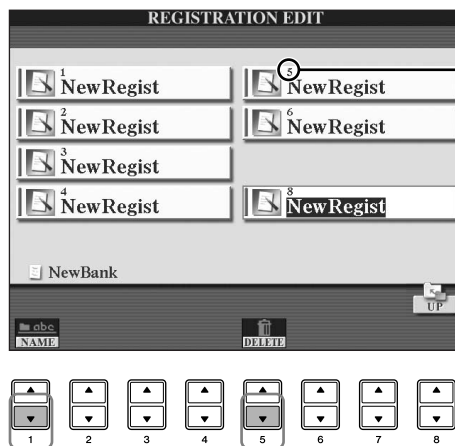 REGISTRATION EDIT
1
NewRegist
2
NewRegist
3
NewRegist
4
NewRegist
5
NewRegist
6
NewRegist
8
NewRegist
NewBank
UP
abc
NAME
DELETE
1 2 3 4 5 6 7 8